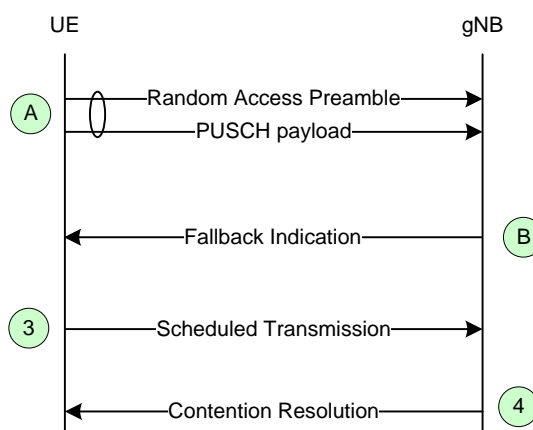 UE
gNB
A
Random Access Preamble
PUSCH payload
Fallback Indication
B
3
Scheduled Transmission
4
Contention Resolution